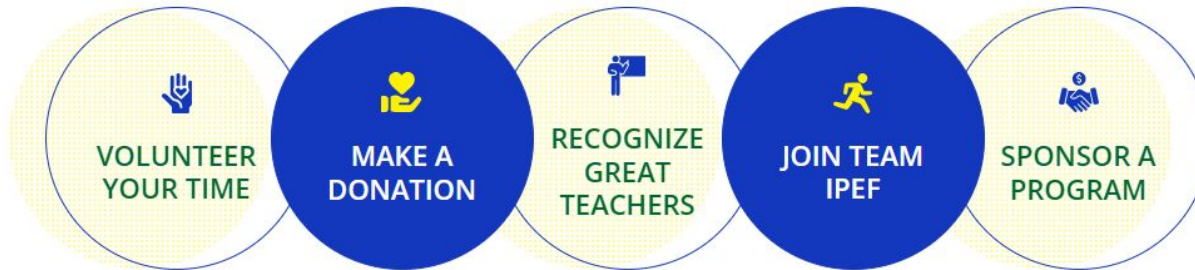 VOLUNTEER
YOUR TIME
MAKE A
DONATION
RECOGNIZE
GREAT
TEACHERS
JOIN TEAM
IPEF
$
SPONSOR A
PROGRAM